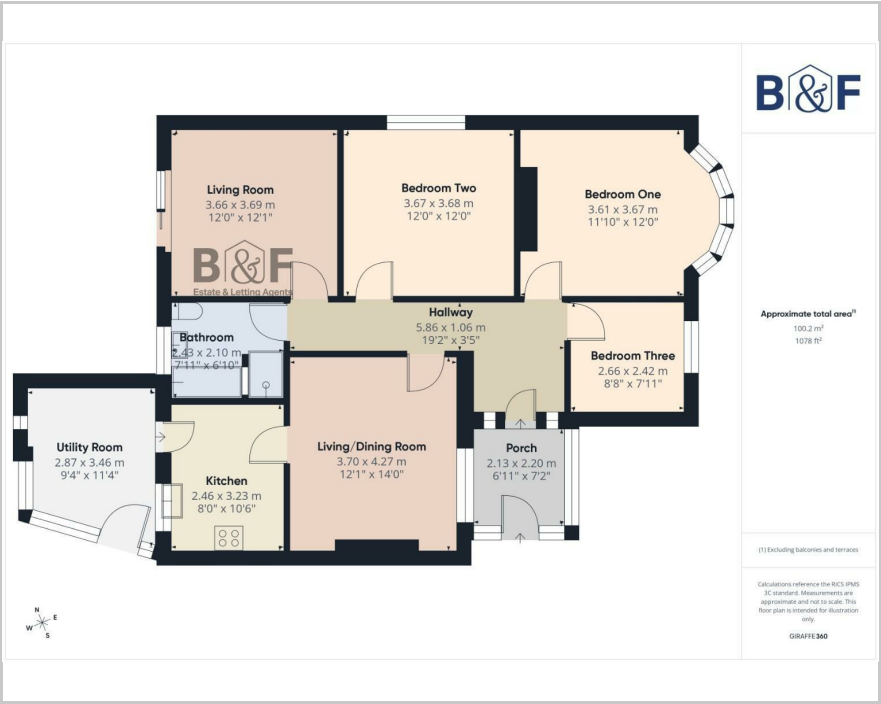 Living Room
3.66 x 3.69 m
12'0" x 12'1"
B&F
Estate & Letting Agents
Bedroom Two
3.67 x 3.68 m
12'0" x 12'0"
Bedroom One
3.61 x 3.67 m
11'10" x 12'0"
Hallway
5.86 x 1.06 m
19'2" x 3'5"
Bathroom
2.43 x 2.10 m
7'11" x 6'10"
Bedroom Three
2.66 x 2.42 m
8'8" x 7'11"
Utility Room
2.87 x 3.46 m
9'4" x 11'4"
Kitchen
2.46 x 3.23 m
8'0" x 10'6"
Living/Dining Room
3.70 x 4.27 m
12'1" x 14'0"
Porch
2.13 x 2.20 m
6'11" x 7'2"
N
E
W
S
B&F
Approximate total area⁽¹⁾
100.2 m²
1078 ft²
(1) Excluding balconies and terraces
Calculations reference the RICS IPMS
3C standard. Measurements are
approximate and not to scale. This
floor plan is intended for illustration
only.
GIRAFFE360